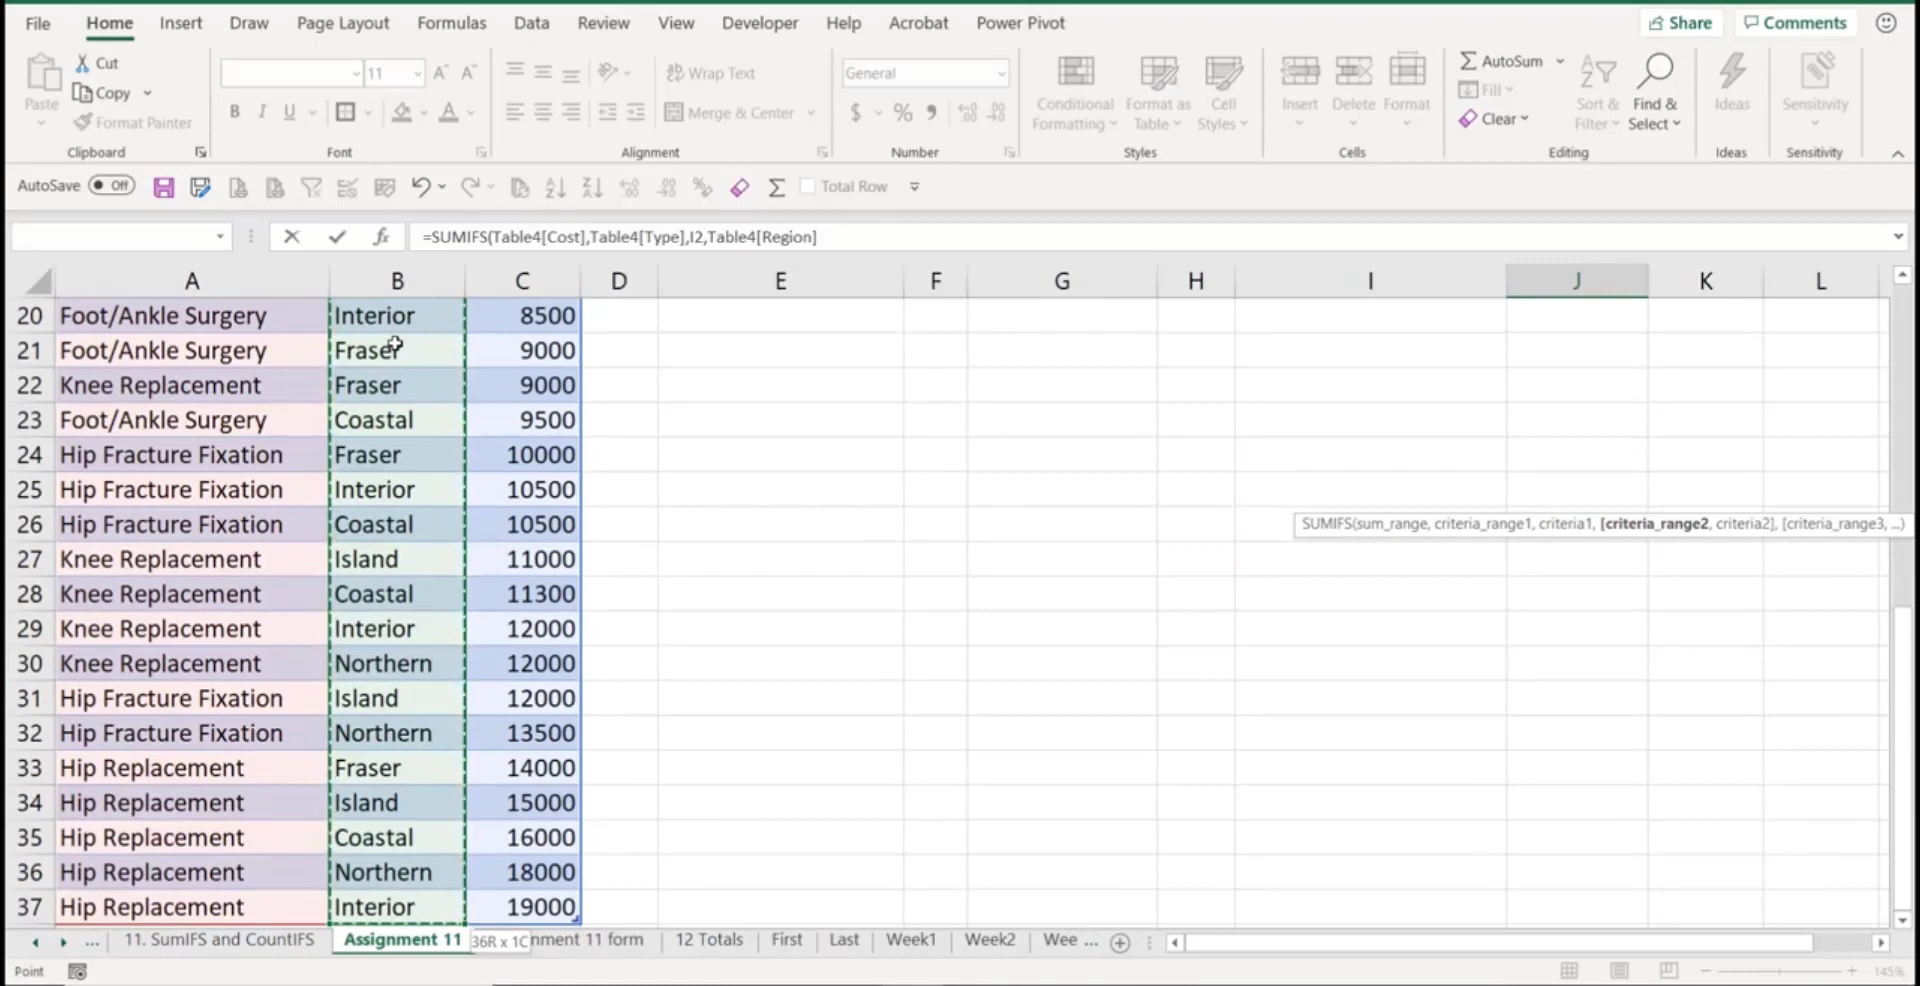 File Home Insert Draw Page Layout Formulas Data Review View Developer Help Acrobat Power Pivot Share Comments
Paste Cut Copy Format Painter Clipboard
11 B I U Font
Wrap Text Merge & Center Alignment
General $ % Number
Conditional Formatting Format as Table Cell Styles Styles
Insert Delete Format Cells
AutoSum Fill Clear Sort & Filter Find & Select Editing
Ideas Ideas
Sensitivity Sensitivity
AutoSave Off Total Row
fx =SUMIFS(Table4[Cost],Table4[Type],I2,Table4[Region]
A B C D E F G H I J K L
20 Foot/Ankle Surgery Interior 8500
21 Foot/Ankle Surgery Fraser 9000
22 Knee Replacement Fraser 9000
23 Foot/Ankle Surgery Coastal 9500
24 Hip Fracture Fixation Fraser 10000
25 Hip Fracture Fixation Interior 10500
26 Hip Fracture Fixation Coastal 10500
SUMIFS(sum_range, criteria_range1, criteria1, [criteria_range2, criteria2], [criteria_range3, ...)
27 Knee Replacement Island 11000
28 Knee Replacement Coastal 11300
29 Knee Replacement Interior 12000
30 Knee Replacement Northern 12000
31 Hip Fracture Fixation Island 12000
32 Hip Fracture Fixation Northern 13500
33 Hip Replacement Fraser 14000
34 Hip Replacement Island 15000
35 Hip Replacement Coastal 16000
36 Hip Replacement Northern 18000
37 Hip Replacement Interior 19000
... 11. SumIFS and CountIFS Assignment 11 36R x 1C nment 11 form 12 Totals First Last Week1 Week2 Wee ...
Point 145%